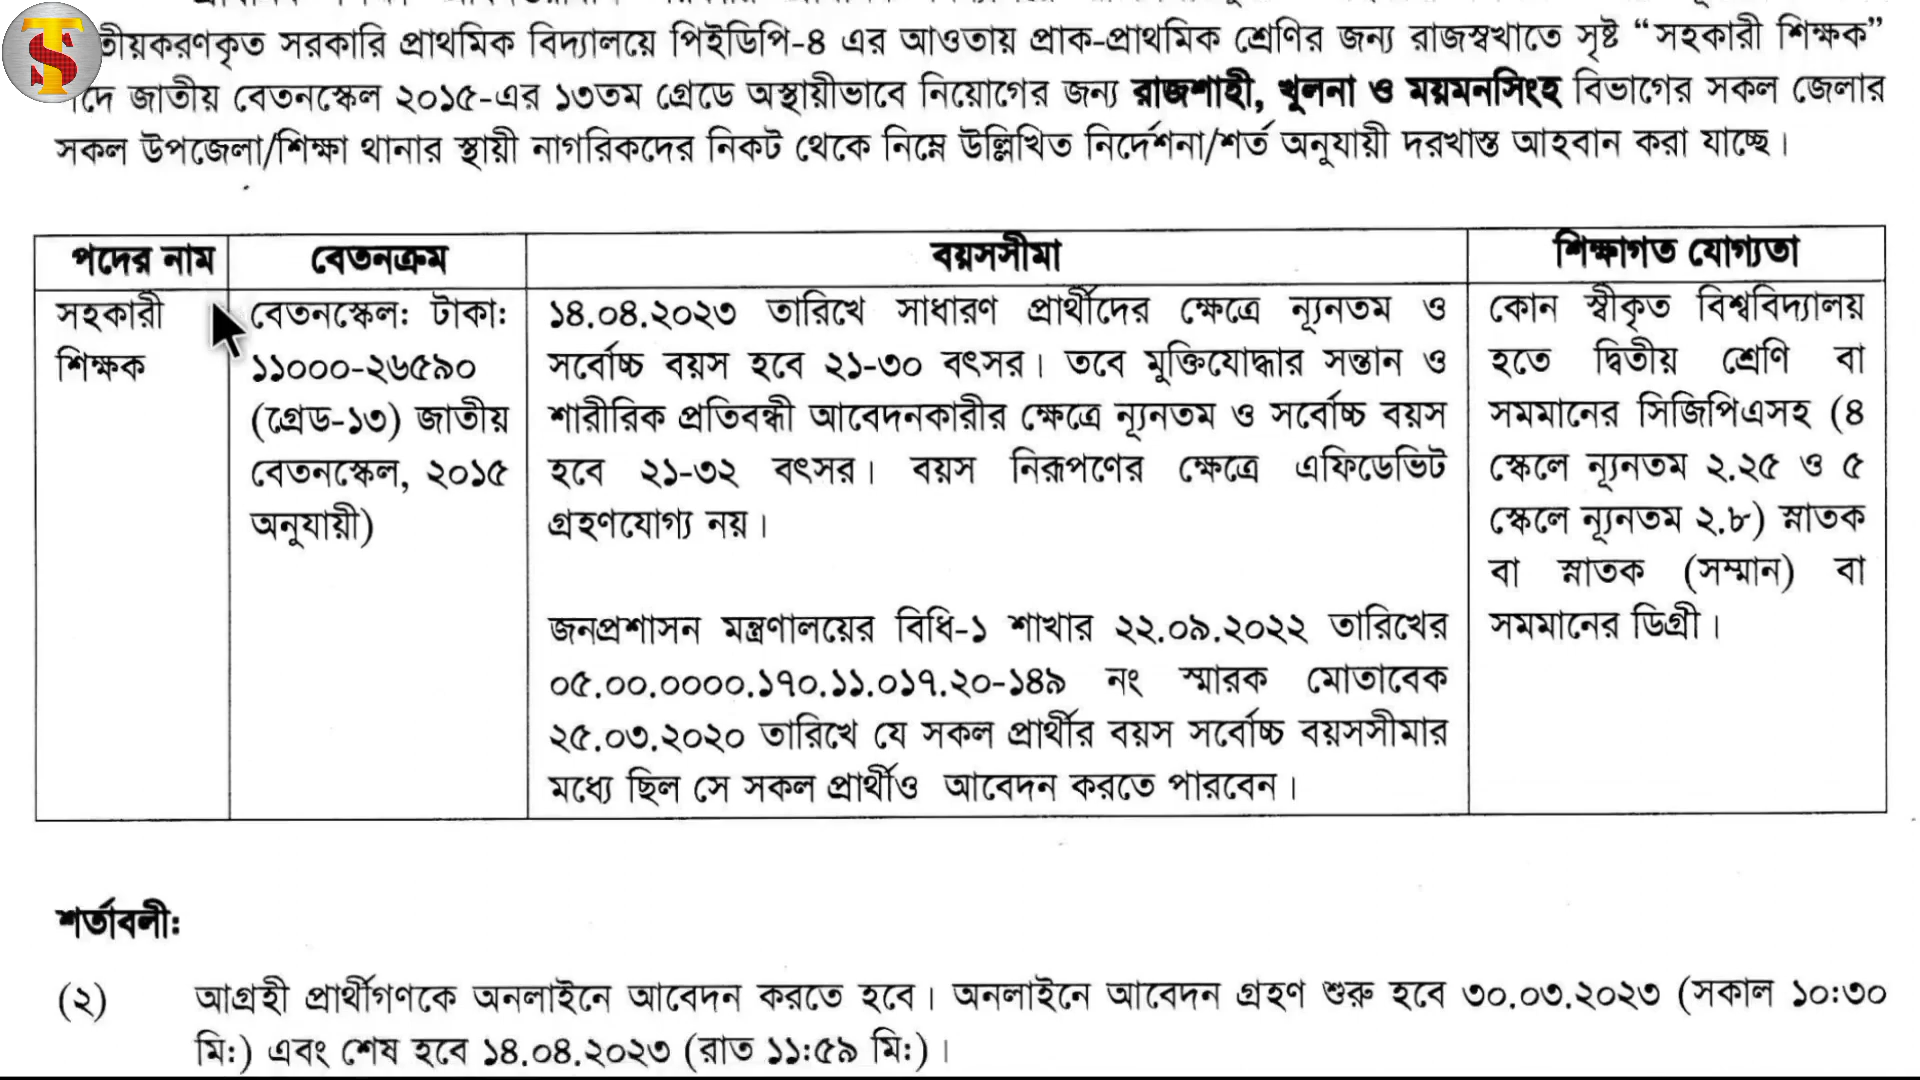 TS
তীয়করণকৃত সরকারি প্রাথমিক বিদ্যালয়ে পিইডিপি-৪ এর আওতায় প্রাক-প্রাথমিক শ্রেণির জন্য রাজস্বখাতে সৃষ্ট “সহকারী শিক্ষক”
পদে জাতীয় বেতনস্কেল ২০১৫-এর ১৩তম গ্রেডে অস্থায়ীভাবে নিয়োগের জন্য রাজশাহী, খুলনা ও ময়মনসিংহ বিভাগের সকল জেলার
সকল উপজেলা/শিক্ষা থানার স্থায়ী নাগরিকদের নিকট থেকে নিম্নে উল্লিখিত নির্দেশনা/শর্ত অনুযায়ী দরখাস্ত আহবান করা যাচ্ছে।
পদের নাম
বেতনক্রম
বয়সসীমা
শিক্ষাগত যোগ্যতা
সহকারী
শিক্ষক
বেতনস্কেল: টাকা:
১১০০০-২৬৫৯০
(গ্রেড-১৩) জাতীয়
বেতনস্কেল, ২০১৫
অনুযায়ী)
১৪.০৪.২০২৩ তারিখে সাধারণ প্রার্থীদের ক্ষেত্রে ন্যূনতম ও
সর্বোচ্চ বয়স হবে ২১-৩০ বৎসর। তবে মুক্তিযোদ্ধার সন্তান ও
শারীরিক প্রতিবন্ধী আবেদনকারীর ক্ষেত্রে ন্যূনতম ও সর্বোচ্চ বয়স
হবে ২১-৩২ বৎসর। বয়স নিরূপণের ক্ষেত্রে এফিডেভিট
গ্রহণযোগ্য নয়।
জনপ্রশাসন মন্ত্রণালয়ের বিধি-১ শাখার ২২.০৯.২০২২ তারিখের
০৫.০০.০০০০.১৭০.১১.০১৭.২০-১৪৯ নং স্মারক মোতাবেক
২৫.০৩.২০২০ তারিখে যে সকল প্রার্থীর বয়স সর্বোচ্চ বয়সসীমার
মধ্যে ছিল সে সকল প্রার্থীও আবেদন করতে পারবেন।
কোন স্বীকৃত বিশ্ববিদ্যালয়
হতে দ্বিতীয় শ্রেণি বা
সমমানের সিজিপিএসহ (৪
স্কেলে ন্যূনতম ২.২৫ ও ৫
স্কেলে ন্যূনতম ২.৮) স্নাতক
বা স্নাতক (সম্মান) বা
সমমানের ডিগ্রী।
শর্তাবলী:
(২) আগ্রহী প্রার্থীগণকে অনলাইনে আবেদন করতে হবে। অনলাইনে আবেদন গ্রহণ শুরু হবে ৩০.০৩.২০২৩ (সকাল ১০:৩০
মি:) এবং শেষ হবে ১৪.০৪.২০২৩ (রাত ১১:৫৯ মি:)।